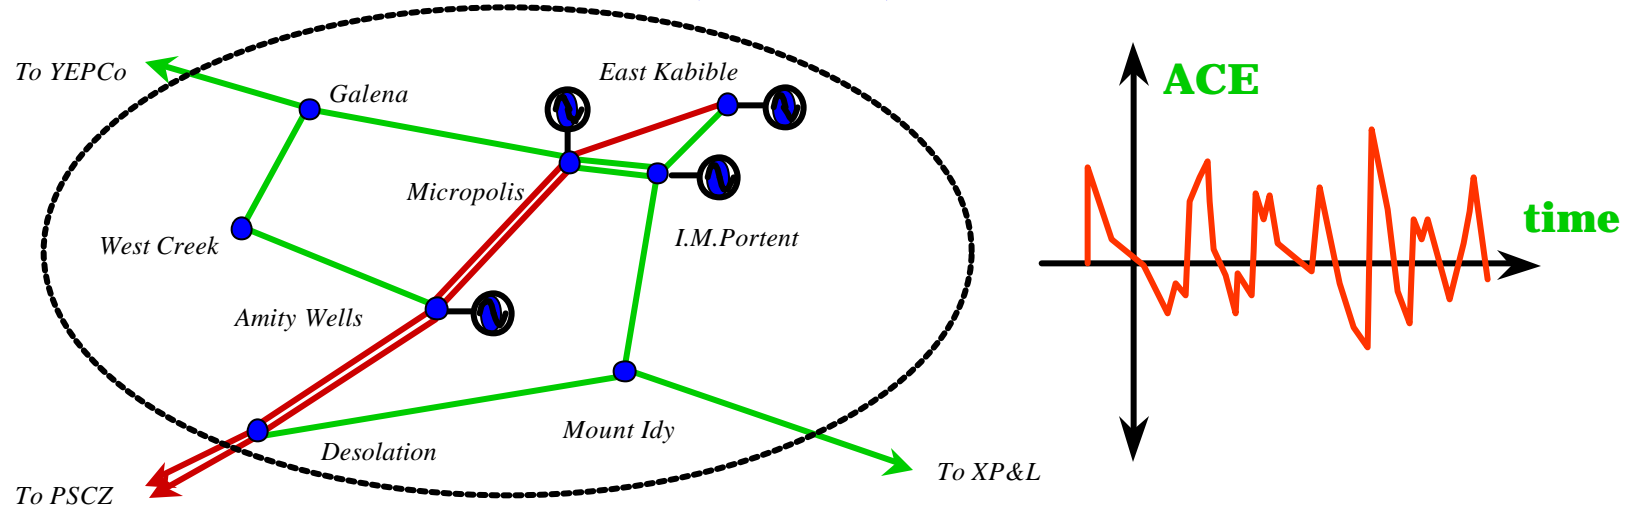 To YEPCo
Galena
East Kabible
Micropolis
I.M.Portent
West Creek
Amity Wells
Mount Idy
Desolation
To PSCZ
To XP&L
ACE
time